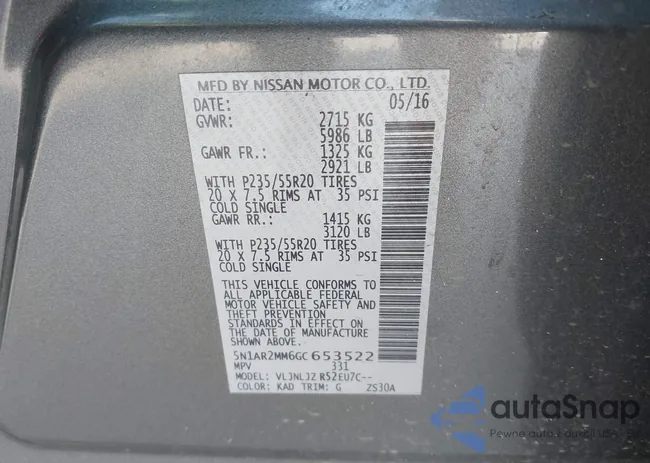 MFD BY NISSAN MOTOR CO., LTD.
DATE: 05/16
GVWR: 2715 KG
5986 LB
GAWR FR.: 1325 KG
2921 LB
WITH P235/55R20 TIRES
20 X 7.5 RIMS AT 35 PSI
COLD SINGLE
GAWR RR.: 1415 KG
3120 LB
WITH P235/55R20 TIRES
20 X 7.5 RIMS AT 35 PSI
COLD SINGLE
THIS VEHICLE CONFORMS TO
ALL APPLICABLE FEDERAL
MOTOR VEHICLE SAFETY AND
THEFT PREVENTION
STANDARDS IN EFFECT ON
THE DATE OF MANUFACTURE
SHOWN ABOVE.
5N1AR2MM6GC653522
MPV 331
MODEL: VLJNLJZ R52EU7C--
COLOR: KAD TRIM: G ZS30A
autoSnap
Pewne auto z USA